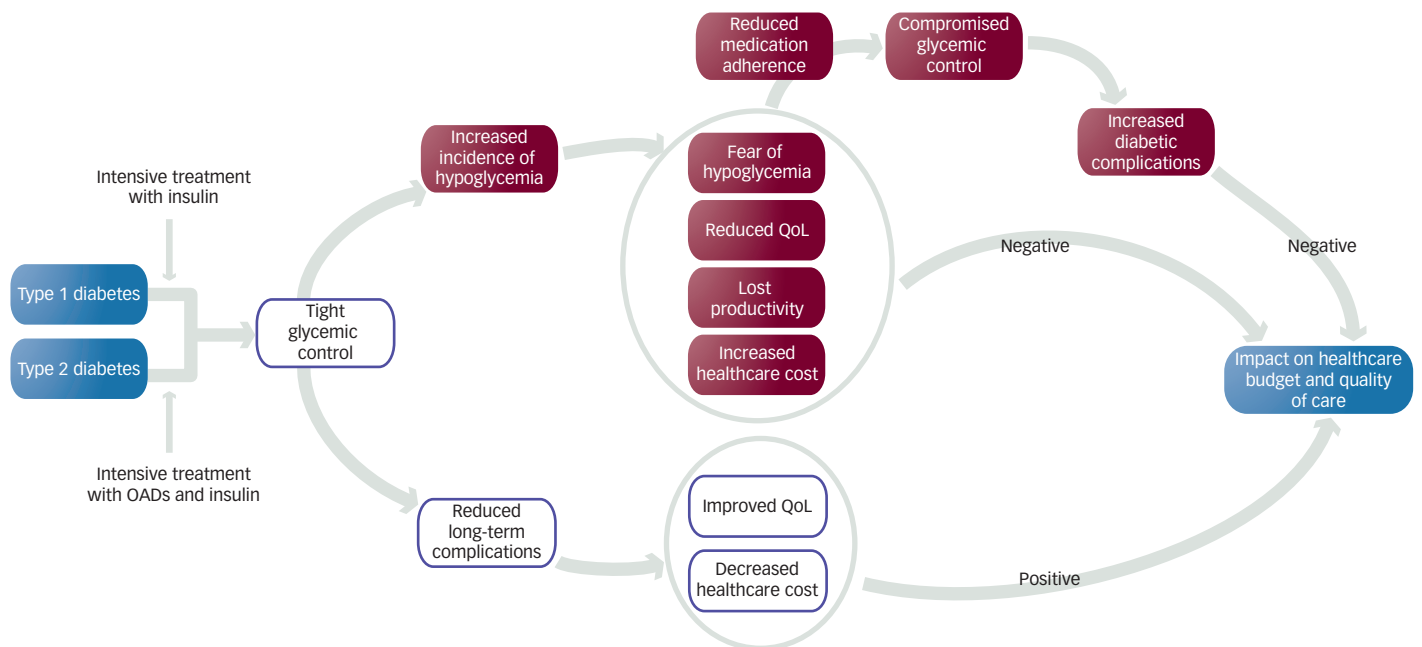 Intensive treatment
with insulin
Type 1 diabetes
Type 2 diabetes
Intensive treatment
with OADs and insulin
Tight
glycemic
control
Increased
incidence of
hypoglycemia
Fear of
hypoglycemia
Reduced QoL
Lost
productivity
Increased
healthcare cost
Reduced
medication
adherence
Compromised
glycemic
control
Increased
diabetic
complications
Negative
Negative
Reduced
long-term
complications
Improved QoL
Decreased
healthcare cost
Positive
Impact on healthcare
budget and quality
of care